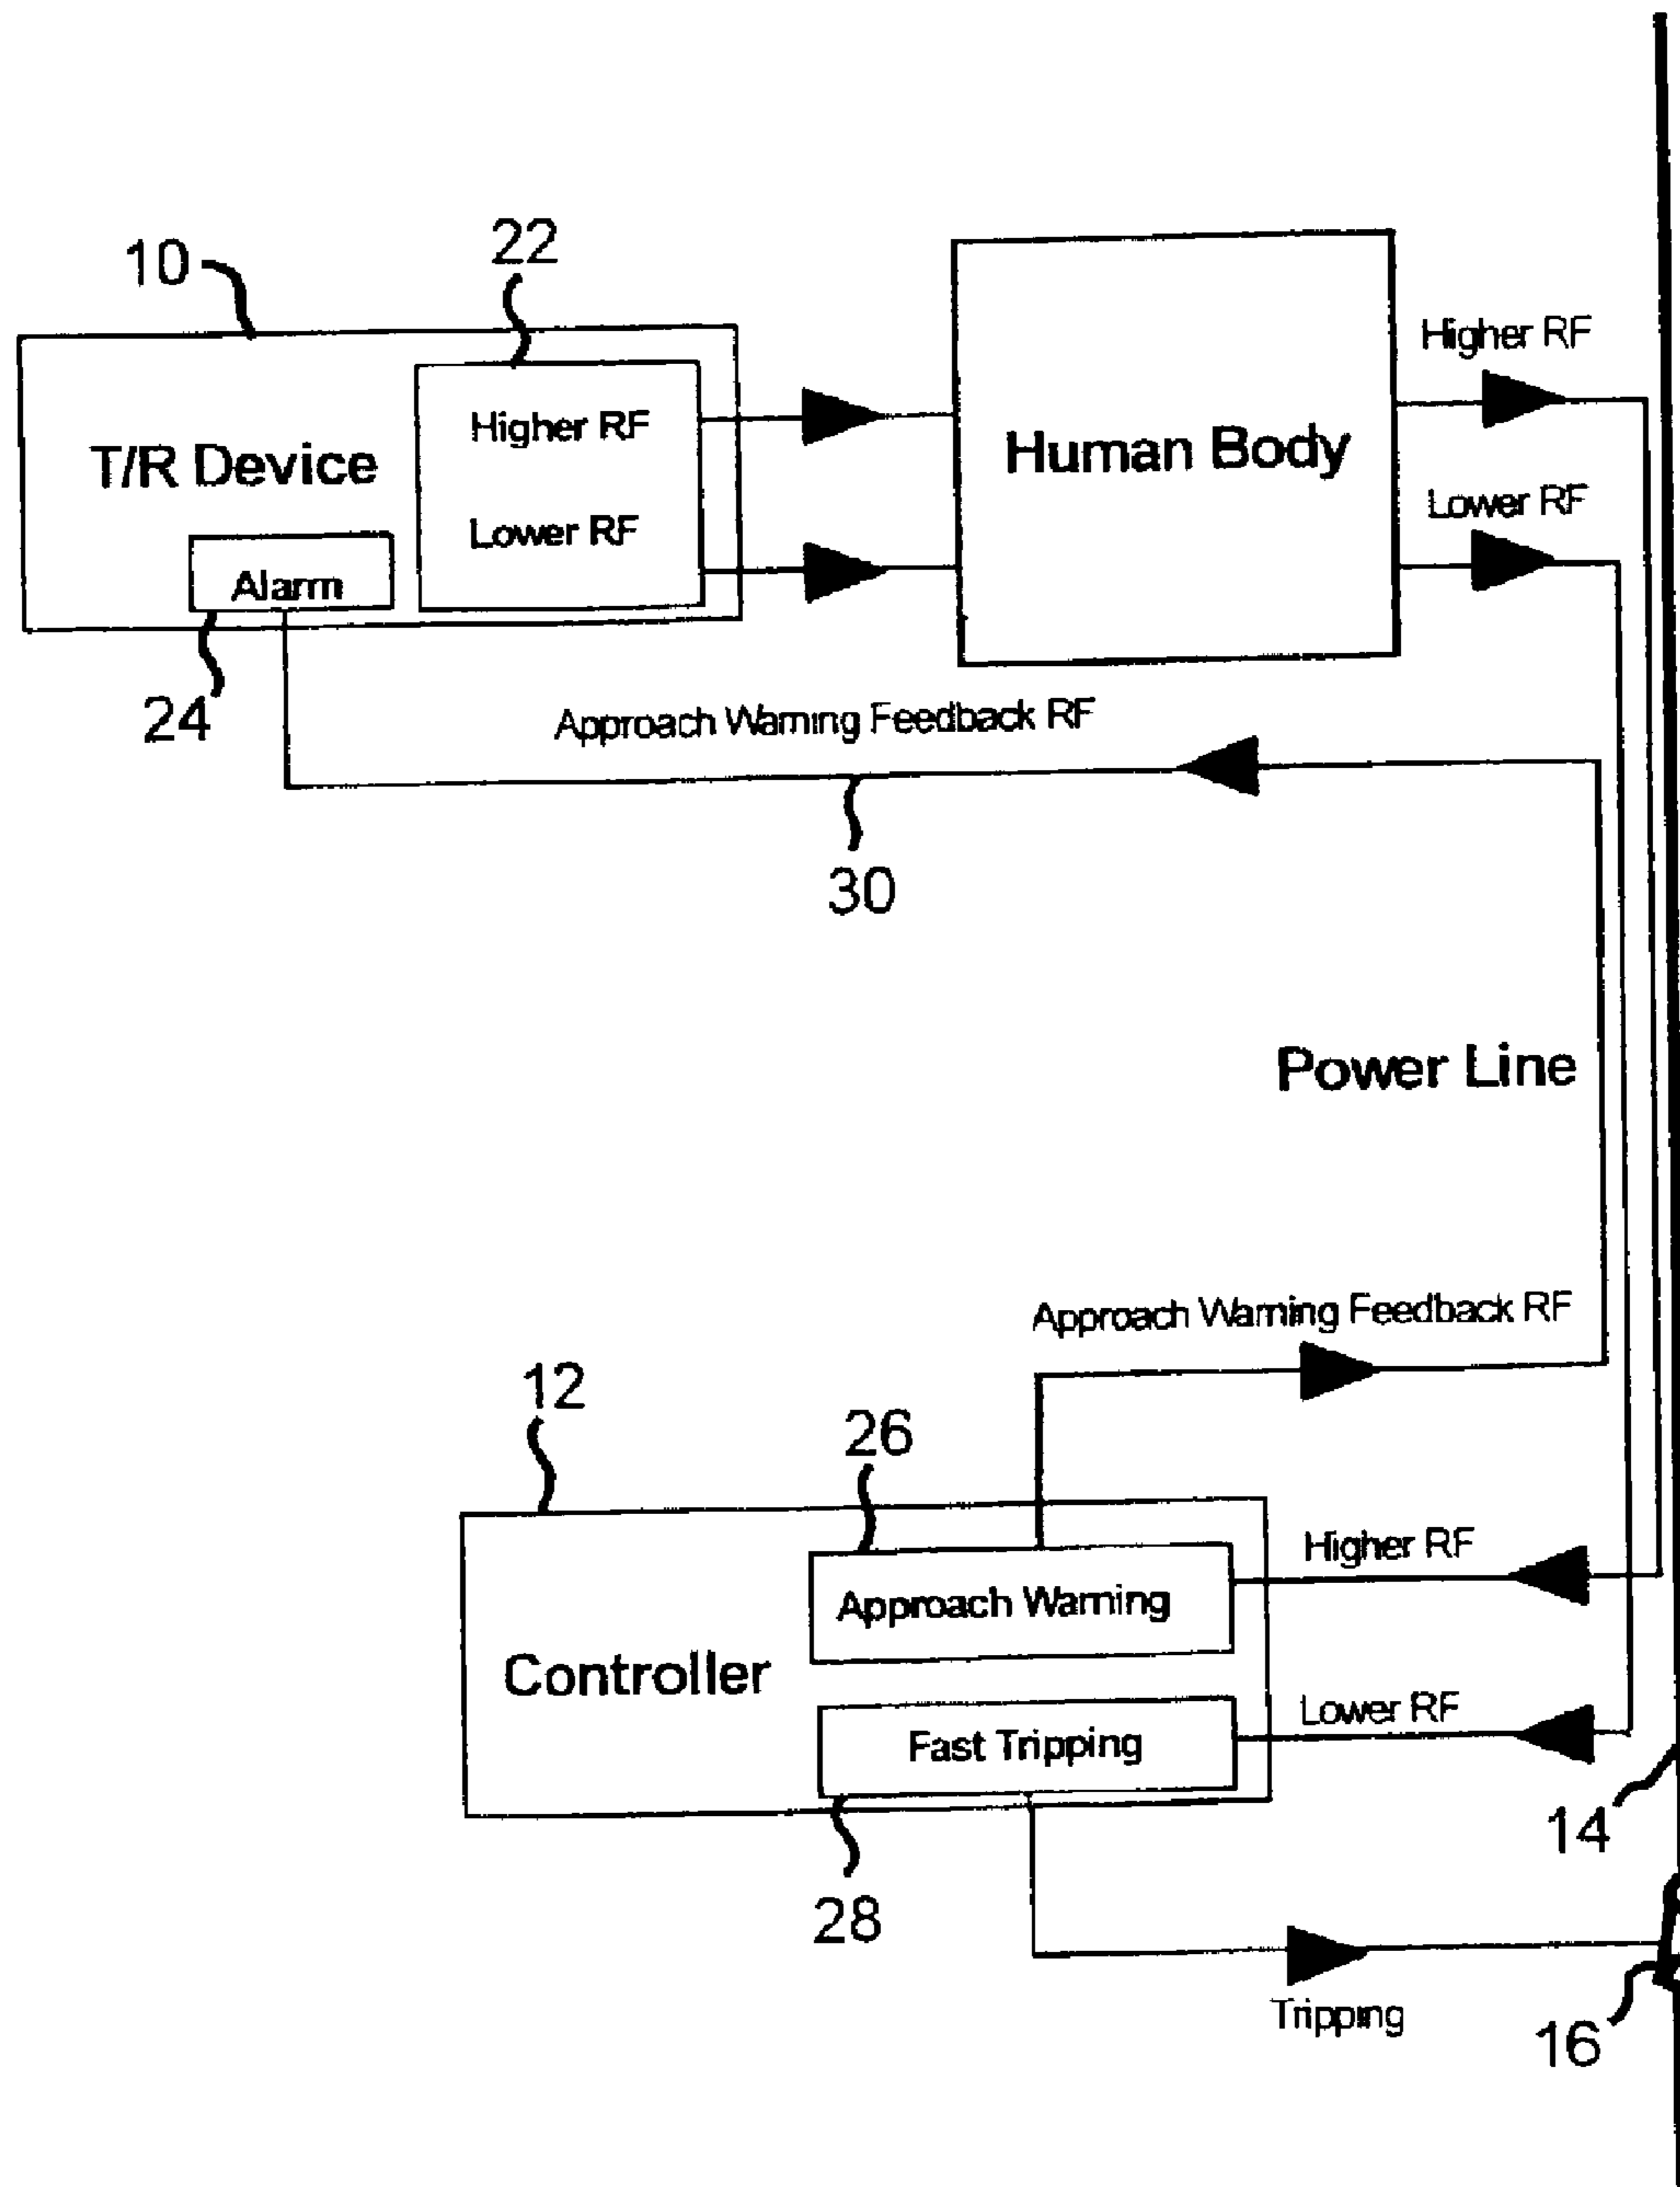 22
10
Higher RF
Higher RF
T/R Device
Human Body
Lower RF
Lower RF
Alarm
24
Approach Warning Feedback RF
30
Power Line
Approach Warning Feedback RF
12
26
Higher RF
Approach Warning
Controller
Lower RF
Fast Tripping
14
28
Tripping
16